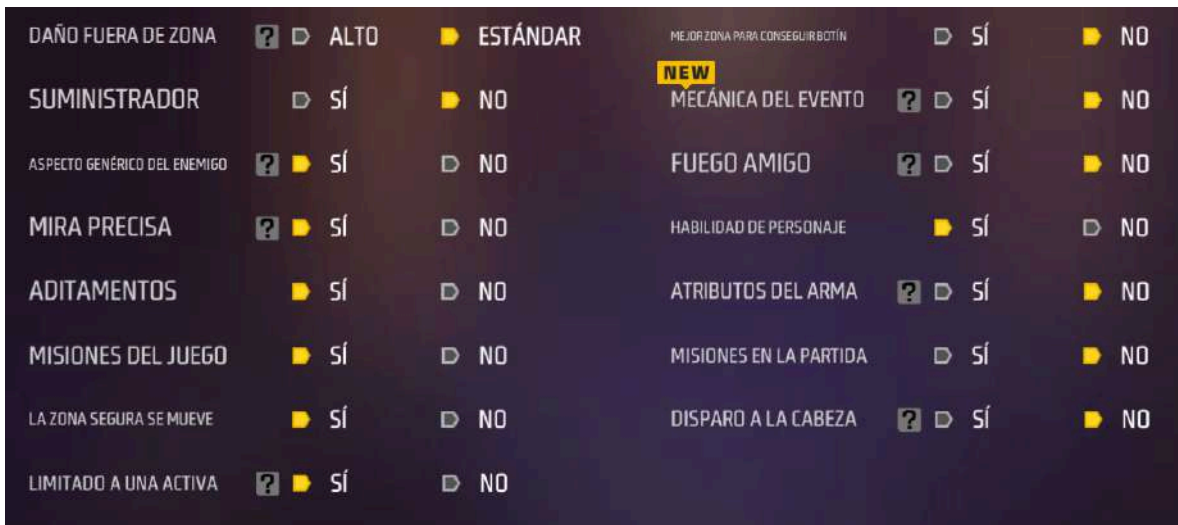 DAÑO FUERA DE ZONA ? ALTO ESTÁNDAR
SUMINISTRADOR SÍ NO
ASPECTO GENÉRICO DEL ENEMIGO ? SÍ NO
MIRA PRECISA ? SÍ NO
ADITAMENTOS SÍ NO
MISIONES DEL JUEGO SÍ NO
LA ZONA SEGURA SE MUEVE SÍ NO
LIMITADO A UNA ACTIVA ? SÍ NO
MEJOR ZONA PARA CONSEGUIR BOTÍN SÍ NO
NEW
MECÁNICA DEL EVENTO ? SÍ NO
FUEGO AMIGO ? SÍ NO
HABILIDAD DE PERSONAJE SÍ NO
ATRIBUTOS DEL ARMA ? SÍ NO
MISIONES EN LA PARTIDA SÍ NO
DISPARO A LA CABEZA ? SÍ NO